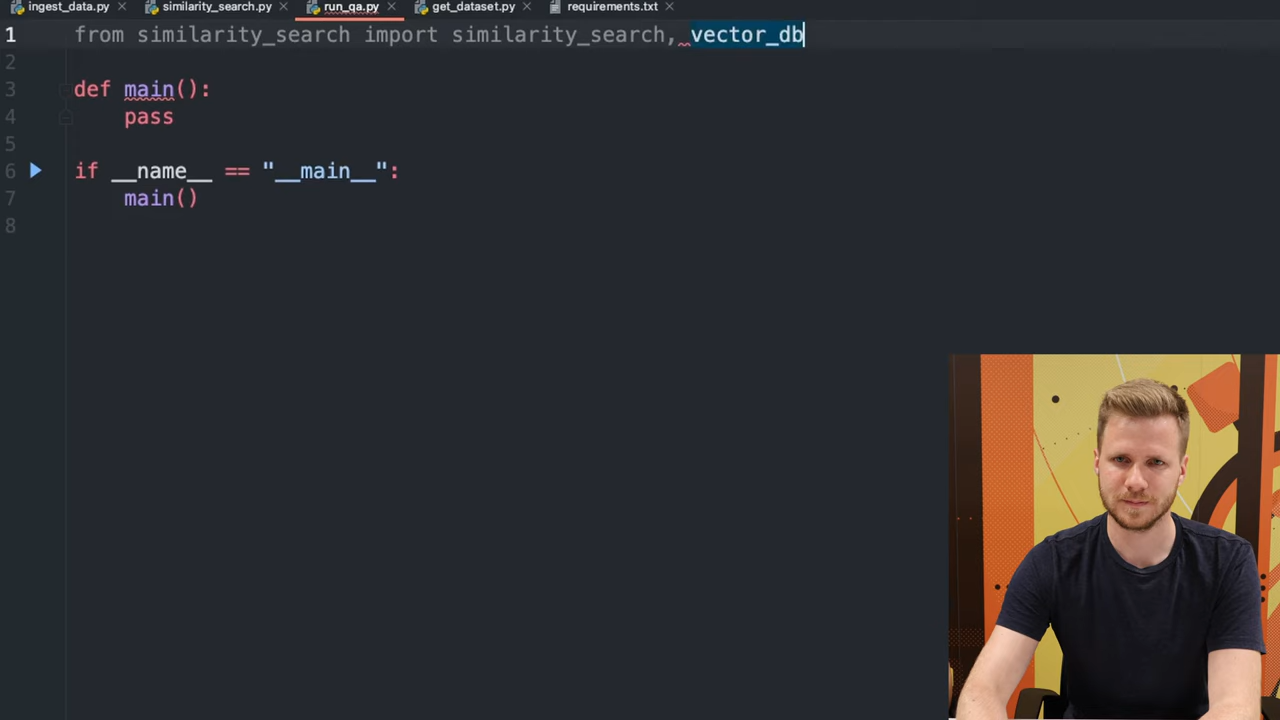 ingest_data.py × similarity_search.py × run_qa.py × get_dataset.py × requirements.txt ×
1 from similarity_search import similarity_search, vector_db
2
3 def main():
4 pass
5
6 if __name__ == "__main__":
7 main()
8